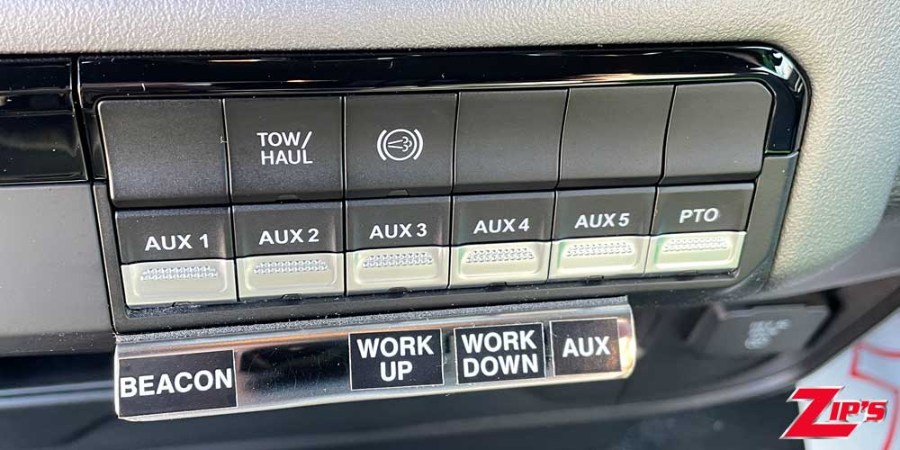 TOW/
HAUL
AUX 1 AUX 2 AUX 3 AUX 4 AUX 5 PTO
BEACON
WORK
UP
WORK
DOWN
AUX
ZIP'S